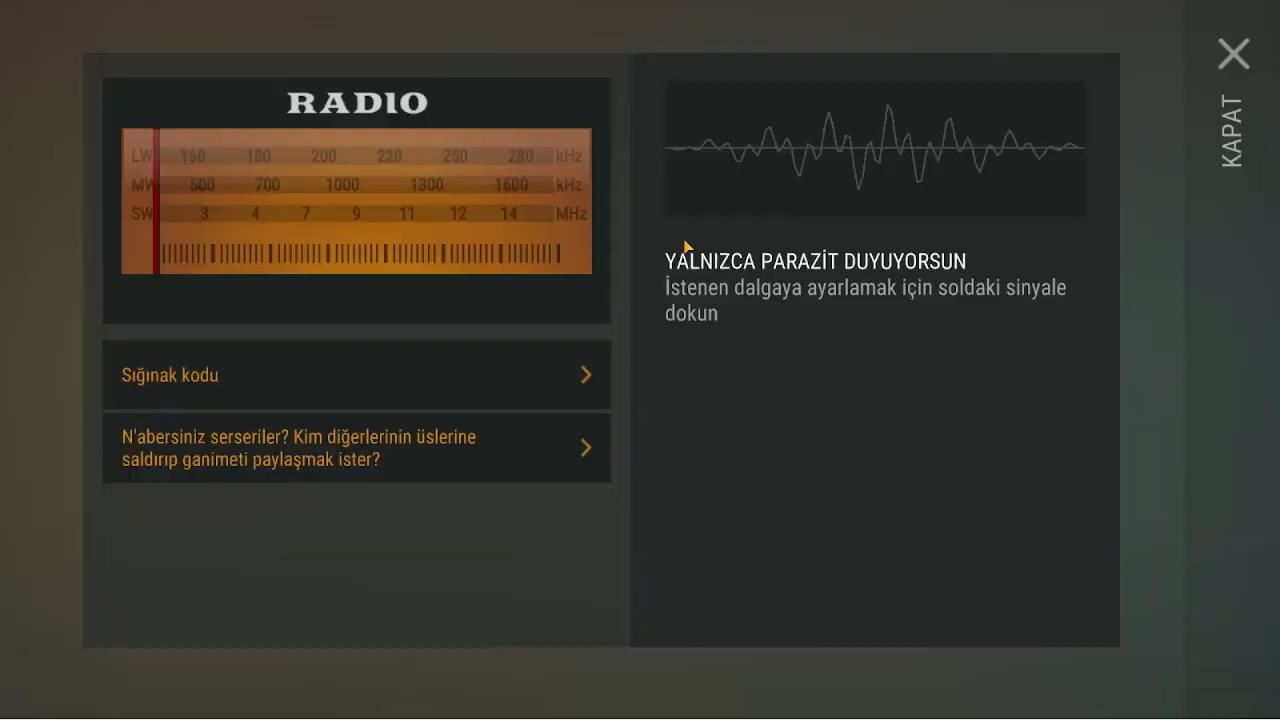 RADIO
LW 160 180 200 220 250 280 kHz
MW 600 700 1000 1300 1600 kHz
SW 3 4 7 9 11 12 14 MHz
Sığınak kodu
N'abersiniz serseriler? Kim diğerlerinin üslerine
saldırıp ganimeti paylaşmak ister?
YALNIZCA PARAZİT DUYUYORSUN
İstenen dalgaya ayarlamak için soldaki sinyale
dokun
KAPAT